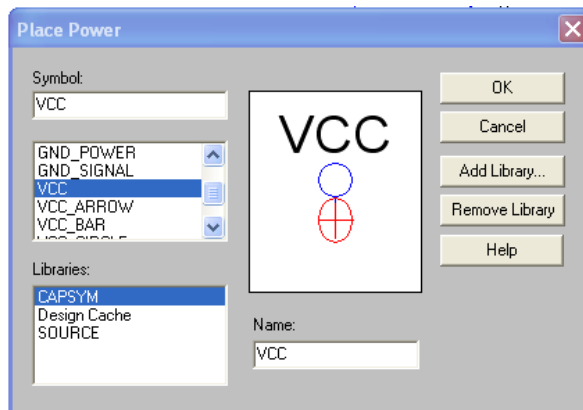 Place Power
Symbol:
VCC
GND_POWER
GND_SIGNAL
VCC
VCC_ARROW
VCC_BAR
Libraries:
CAPSYM
Design Cache
SOURCE
VCC
Name:
VCC
OK
Cancel
Add Library...
Remove Library
Help